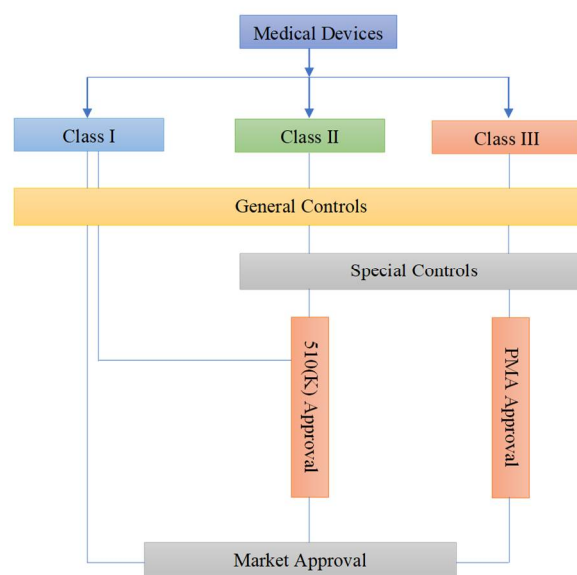 Medical Devices
Class I
Class II
Class III
General Controls
Special Controls
510(K) Approval
PMA Approval
Market Approval